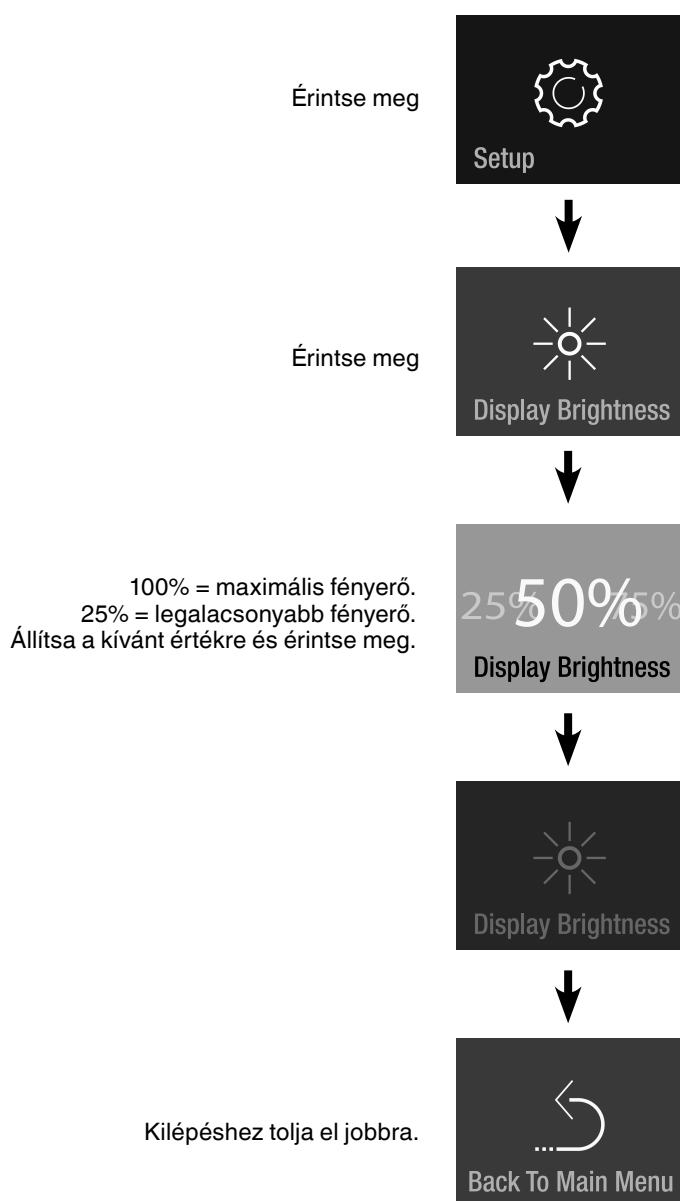 Érintse meg
Setup
Érintse meg
Display Brightness
100% = maximális fényerő.
25% = legalacsonyabb fényerő.
Állítsa a kívánt értékre és érintse meg.
25% 50% 75%
Display Brightness
Display Brightness
Kilépéshez tolja el jobbra.
Back To Main Menu